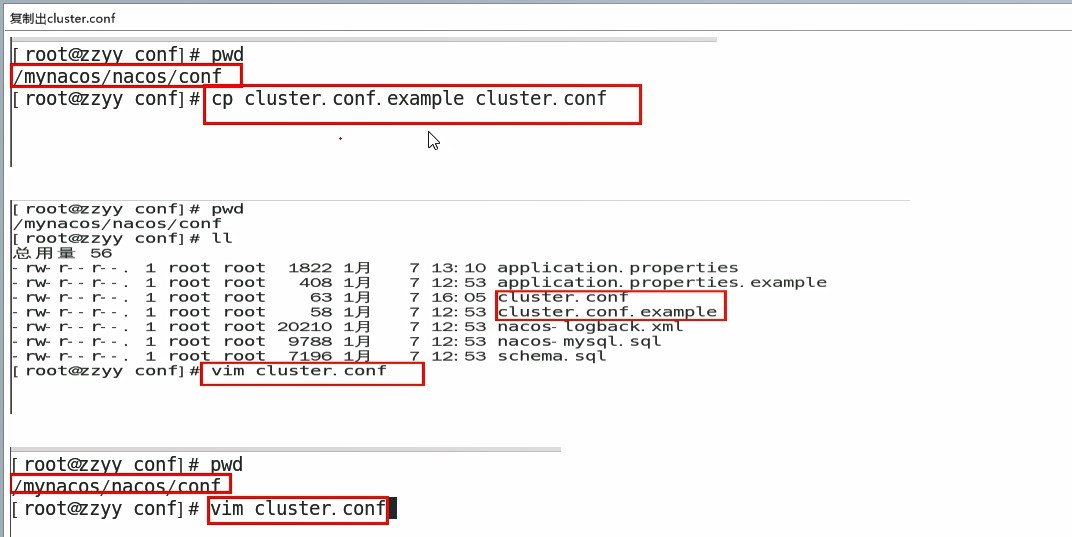 复制出cluster.conf
[root@zzyy conf]# pwd
/mynacos/nacos/conf
[root@zzyy conf]# cp cluster.conf.example cluster.conf
[root@zzyy conf]# pwd
/mynacos/nacos/conf
[root@zzyy conf]# ll
总用量 56
-rw-r--r--. 1 root root 1822 1月 7 13:10 application.properties
-rw-r--r--. 1 root root 408 1月 7 12:53 application.properties.example
-rw-r--r--. 1 root root 63 1月 7 16:05 cluster.conf
-rw-r--r--. 1 root root 58 1月 7 12:53 cluster.conf.example
-rw-r--r--. 1 root root 20210 1月 7 12:53 nacos-logback.xml
-rw-r--r--. 1 root root 9788 1月 7 12:53 nacos-mysql.sql
-rw-r--r--. 1 root root 7196 1月 7 12:53 schema.sql
[root@zzyy conf]# vim cluster.conf
[root@zzyy conf]# pwd
/mynacos/nacos/conf
[root@zzyy conf]# vim cluster.conf